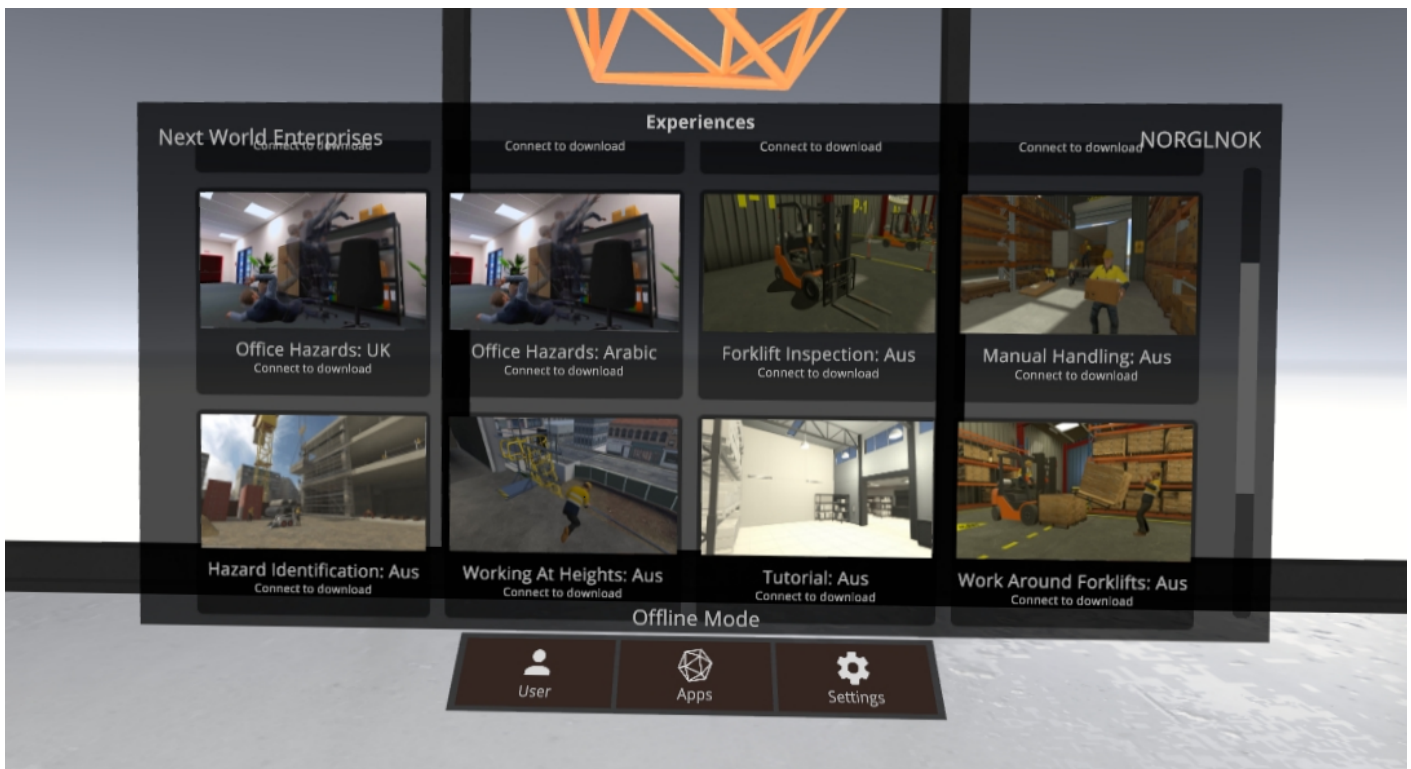 Experiences
Next World Enterprises
NORGLNOK
Connect to download
Connect to download
Connect to download
Connect to download
P-1
Office Hazards: UK
Connect to download
Office Hazards: Arabic
Connect to download
Forklift Inspection: Aus
Connect to download
Manual Handling: Aus
Connect to download
Hazard Identification: Aus
Connect to download
Working At Heights: Aus
Connect to download
Tutorial: Aus
Connect to download
Work Around Forklifts: Aus
Connect to download
Offline Mode
User
Apps
Settings